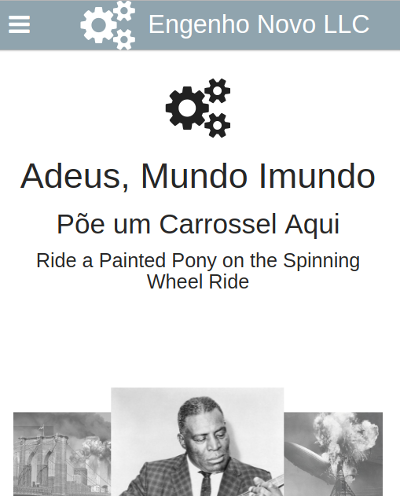 Engenho Novo LLC
Adeus, Mundo Imundo
Põe um Carrossel Aqui
Ride a Painted Pony on the Spinning
Wheel Ride